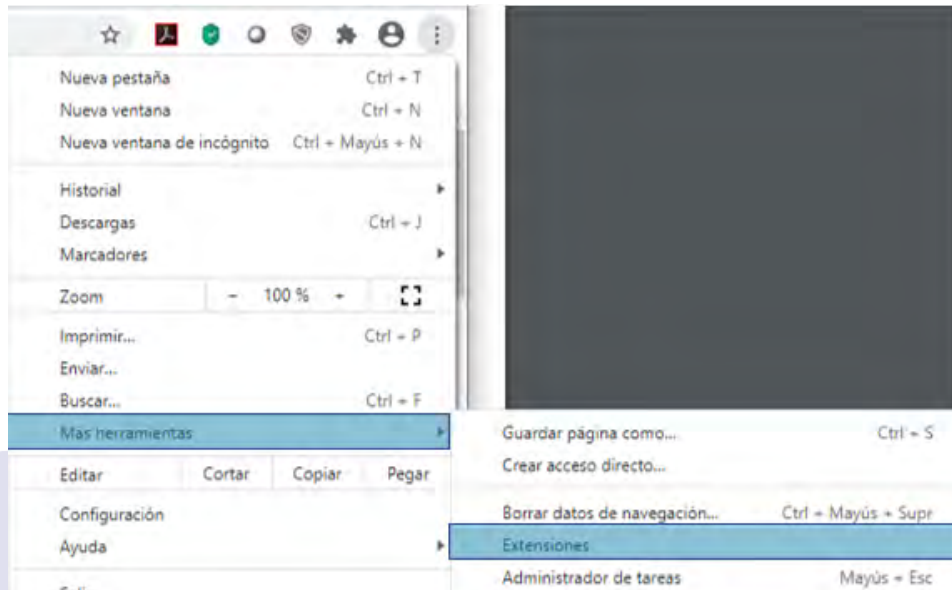 Nueva pestaña Ctrl + T
Nueva ventana Ctrl + N
Nueva ventana de incógnito Ctrl + Mayús + N
Historial
Descargas Ctrl + J
Marcadores
Zoom - 100 % +
Imprimir... Ctrl + P
Enviar...
Buscar... Ctrl + F
Mas herramientas
Editar Cortar Copiar Pegar
Configuración
Ayuda
Guardar página como... Ctrl + S
Crear acceso directo...
Borrar datos de navegación... Ctrl + Mayús + Supr
Extensiones
Administrador de tareas Mayús + Esc